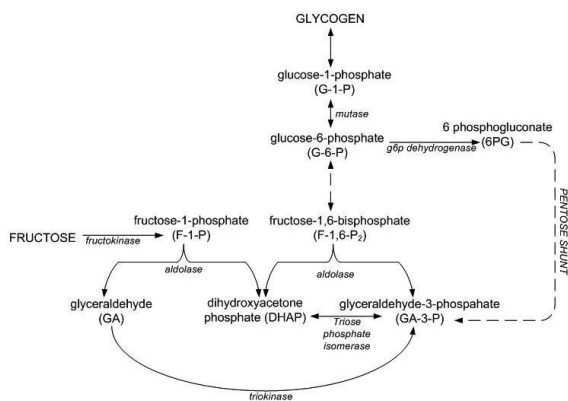 GLYCOGEN
glucose-1-phosphate
(G-1-P)
mutase
glucose-6-phosphate
(G-6-P)
g6p dehydrogenase
6 phosphogluconate
(6PG)
PENTOSE SHUNT
FRUCTOSE
fructokinase
fructose-1-phosphate
(F-1-P)
fructose-1,6-bisphosphate
(F-1,6-P₂)
aldolase
aldolase
glyceraldehyde
(GA)
dihydroxyacetone
phosphate (DHAP)
Triose
phosphate
isomerase
glyceraldehyde-3-phospahate
(GA-3-P)
triokinase